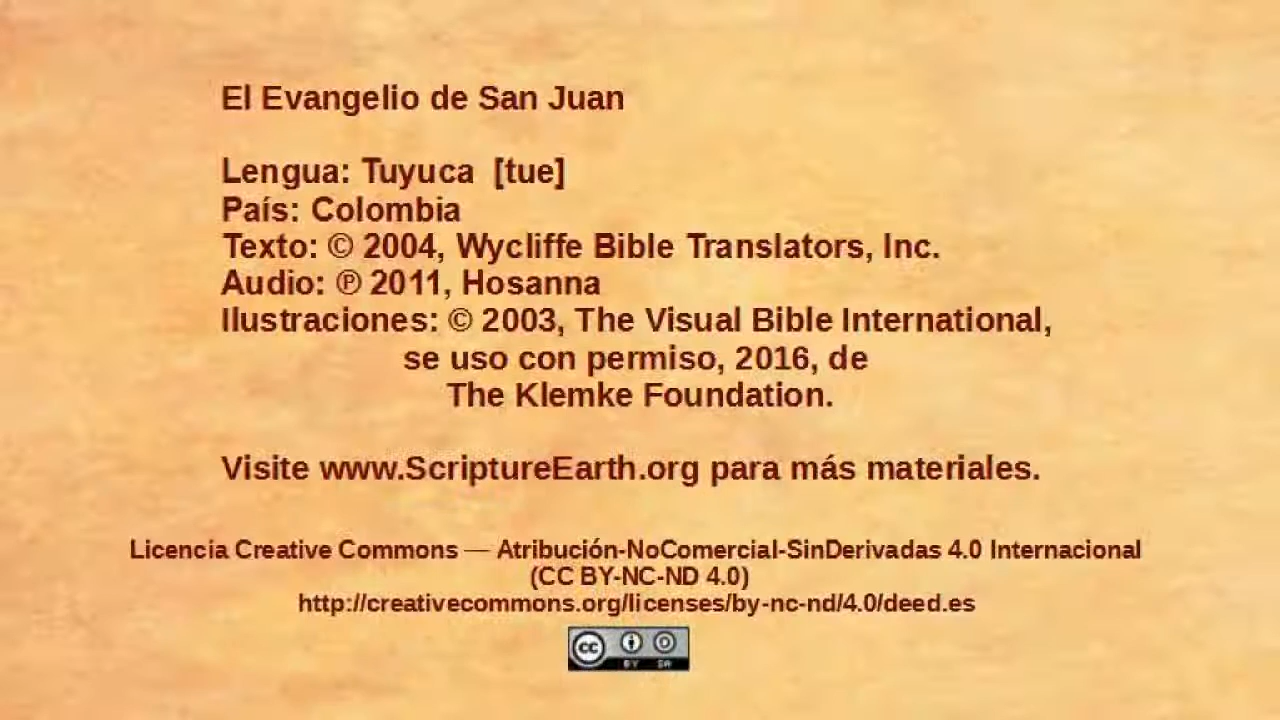 El Evangelio de San Juan
Lengua: Tuyuca [tue]
País: Colombia
Texto: © 2004, Wycliffe Bible Translators, Inc.
Audio: ℗ 2011, Hosanna
Ilustraciones: © 2003, The Visual Bible International,
se uso con permiso, 2016, de
The Klemke Foundation.
Visite www.ScriptureEarth.org para más materiales.
Licencia Creative Commons — Atribución-NoComercial-SinDerivadas 4.0 Internacional
(CC BY-NC-ND 4.0)
http://creativecommons.org/licenses/by-nc-nd/4.0/deed.es
cc
BY SA